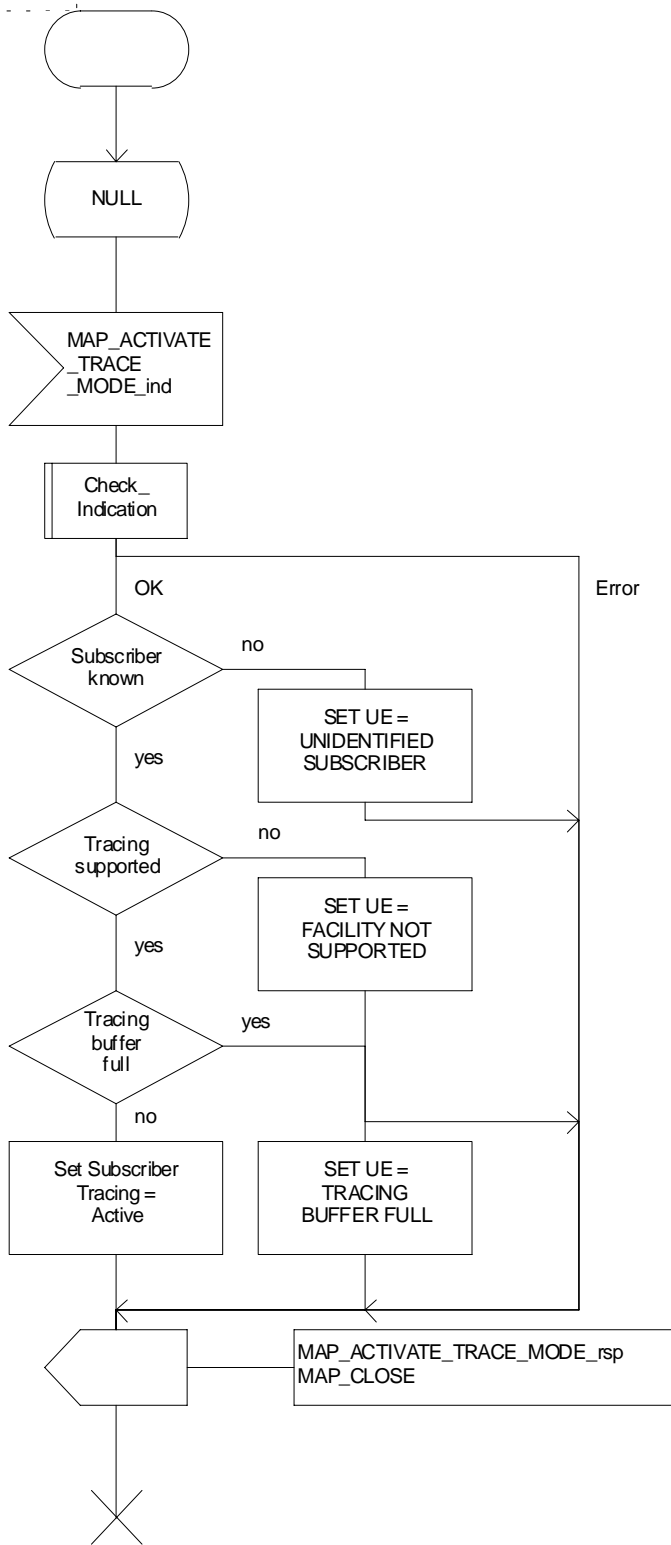 NULL
MAP_ACTIVATE
_TRACE
_MODE_ind
Check_
Indication
OK
Error
Subscriber
known
no
SET UE =
UNIDENTIFIED
SUBSCRIBER
yes
Tracing
supported
no
SET UE =
FACILITY NOT
SUPPORTED
yes
Tracing
buffer
full
yes
no
Set Subscriber
Tracing =
Active
SET UE =
TRACING
BUFFER FULL
MAP_ACTIVATE_TRACE_MODE_rsp
MAP_CLOSE